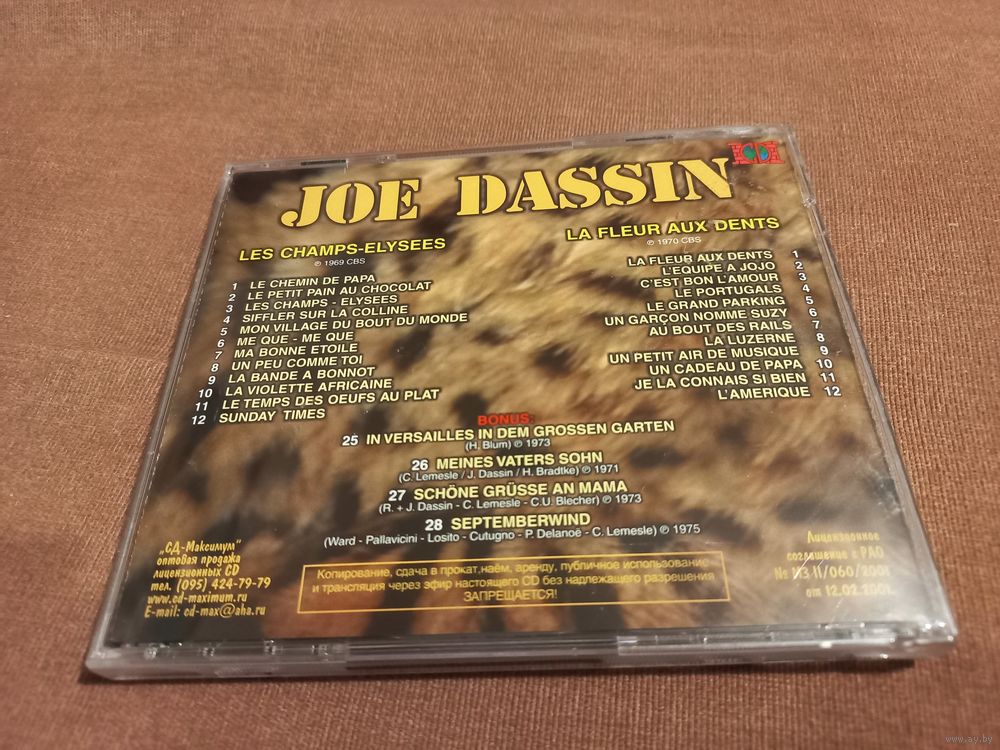 JOE DASSIN
CD
LES CHAMPS-ELYSEES
℗ 1969 CBS
1 LE CHEMIN DE PAPA
2 LE PETIT PAIN AU CHOCOLAT
3 LES CHAMPS - ELYSEES
4 SIFFLER SUR LA COLLINE
5 MON VILLAGE DU BOUT DU MONDE
6 ME QUE - ME QUE
7 MA BONNE ETOILE
8 UN PEU COMME TOI
9 LA BANDE A BONNOT
10 LA VIOLETTE AFRICAINE
11 LE TEMPS DES OEUFS AU PLAT
12 SUNDAY TIMES
LA FLEUR AUX DENTS
℗ 1970 CBS
LA FLEUR AUX DENTS 1
L'EQUIPE A JOJO 2
C'EST BON L'AMOUR 3
LE PORTUGALS 4
LE GRAND PARKING 5
UN GARÇON NOMME SUZY 6
AU BOUT DES RAILS 7
LA LUZERNE 8
UN PETIT AIR DE MUSIQUE 9
UN CADEAU DE PAPA 10
JE LA CONNAIS SI BIEN 11
L'AMERIQUE 12
BONUS:
25 IN VERSAILLES IN DEM GROSSEN GARTEN
(H. Blum) ℗ 1973
26 MEINES VATERS SOHN
(C. Lemesle / J. Dassin / H. Bradtke) ℗ 1971
27 SCHÖNE GRÜSSE AN MAMA
(R. + J. Dassin - C. Lemesle - C.U. Blecher) ℗ 1973
28 SEPTEMBERWIND
(Ward - Pallavicini - Losito - Cutugno - P. Delanoë - C. Lemesle) ℗ 1975
„СД-Максимум"
оптовая продажа
лицензионных CD
тел. (095) 424-79-79
www.cd-maximum.ru
E-mail: cd-max@aha.ru
Копирование, сдача в прокат,наём, аренду, публичное использование
и трансляция через эфир настоящего CD без надлежащего разрешения
ЗАПРЕЩАЕТСЯ!
Лицензионное
соглашение с РАО
№ 11/060/2001
от 12.02.2001.
www.ay.by